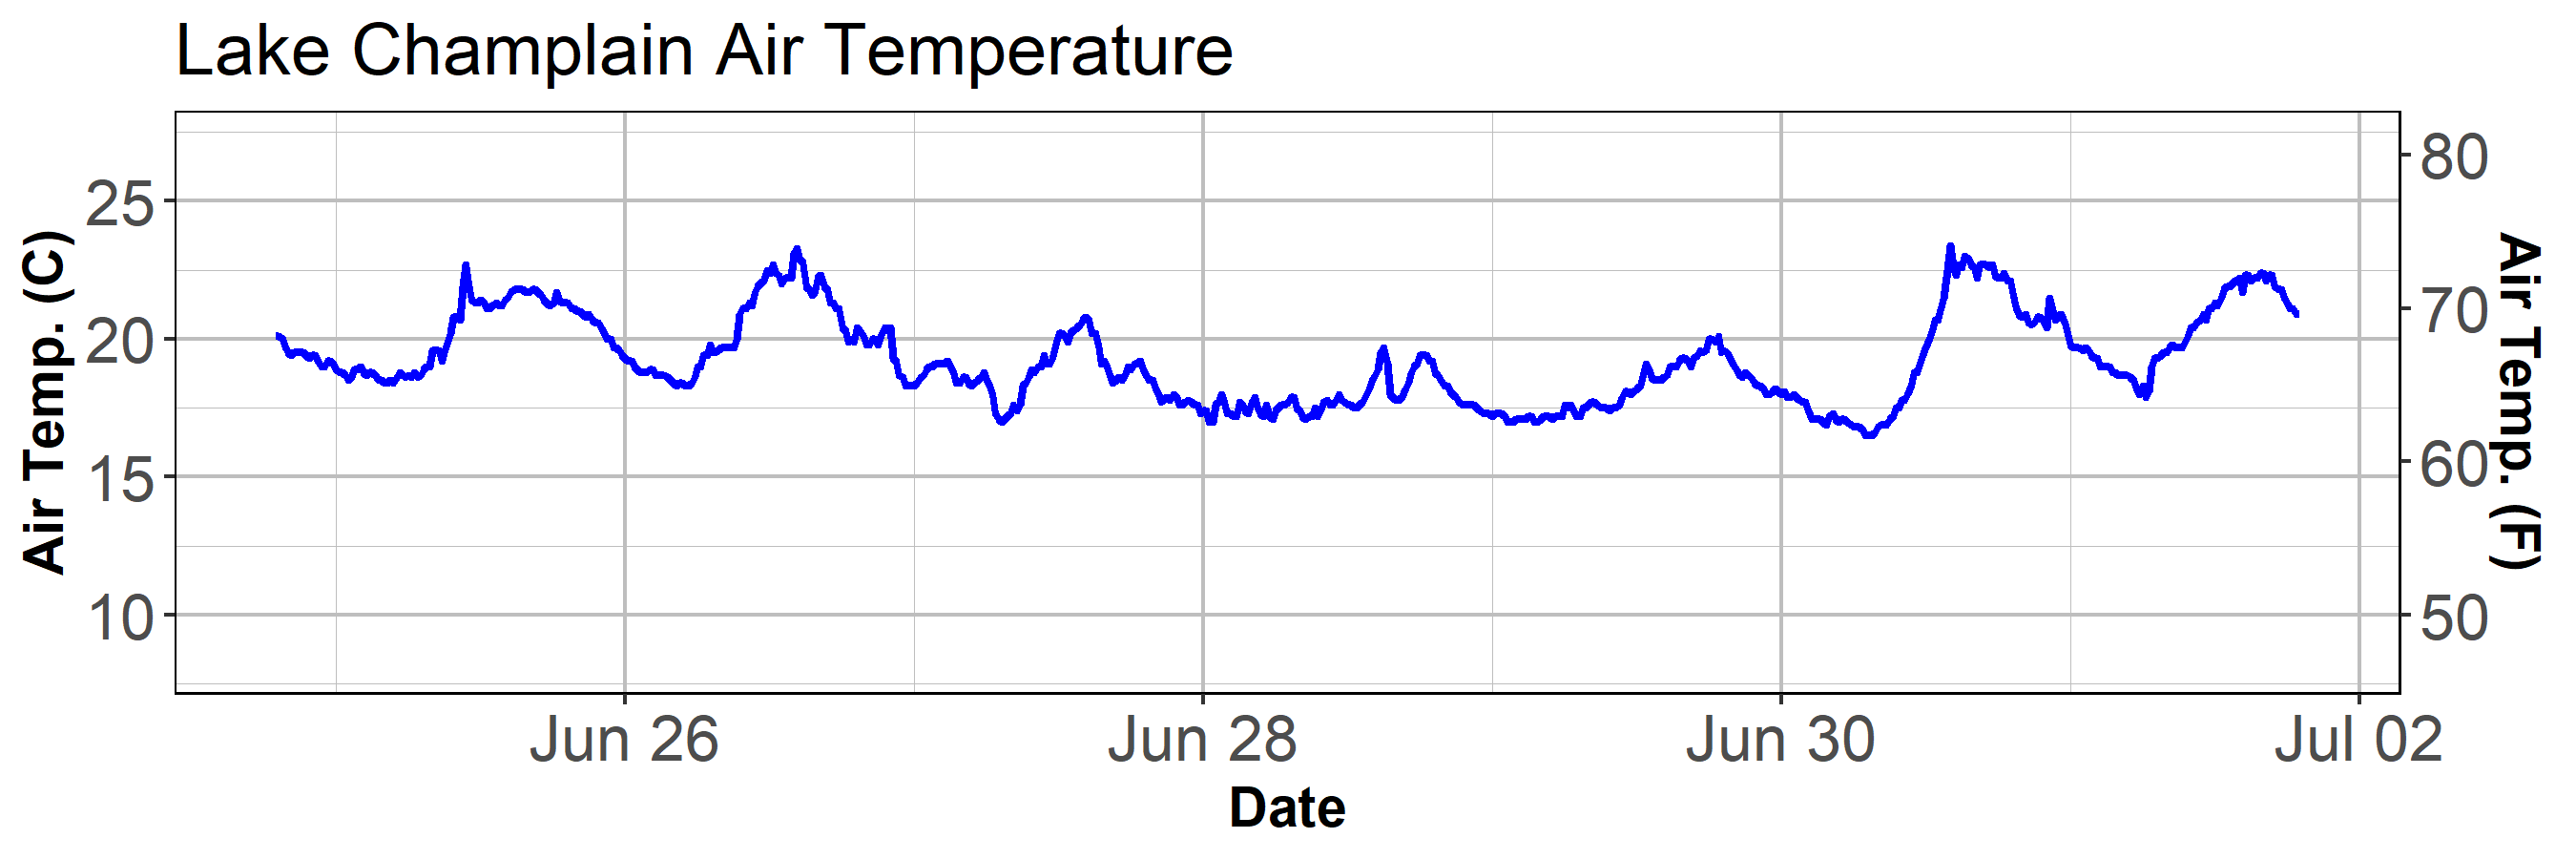 Lake Champlain Air Temperature
Air Temp. (C)
25
20
15
10
80
70
60
50
Air Temp. (F)
Jun 26
Jun 28
Jun 30
Jul 02
Date